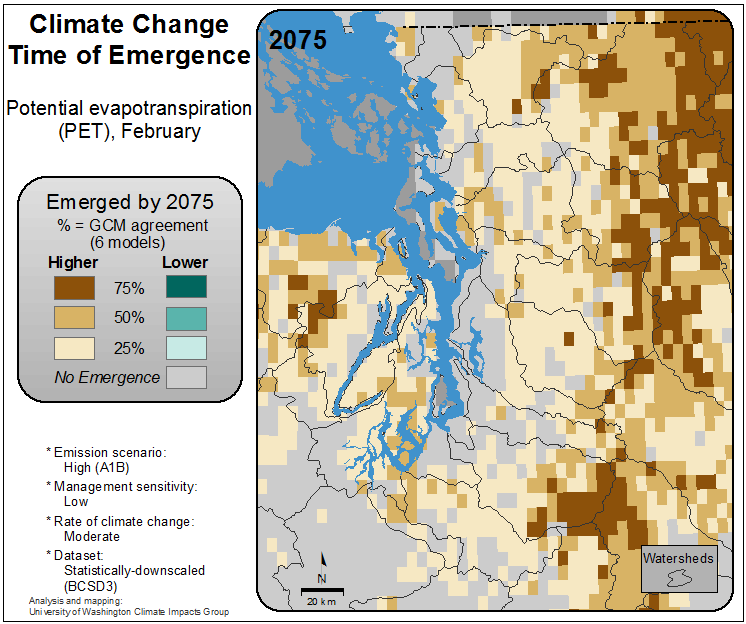 Climate Change
Time of Emergence
Potential evapotranspiration
(PET), February
Emerged by 2075
% = GCM agreement
(6 models)
Higher Lower
75%
50%
25%
No Emergence
* Emission scenario:
High (A1B)
* Management sensitivity:
Low
* Rate of climate change:
Moderate
* Dataset:
Statistically-downscaled
(BCSD3)
Analysis and mapping:
University of Washington Climate Impacts Group
2075
N
20 km
Watersheds